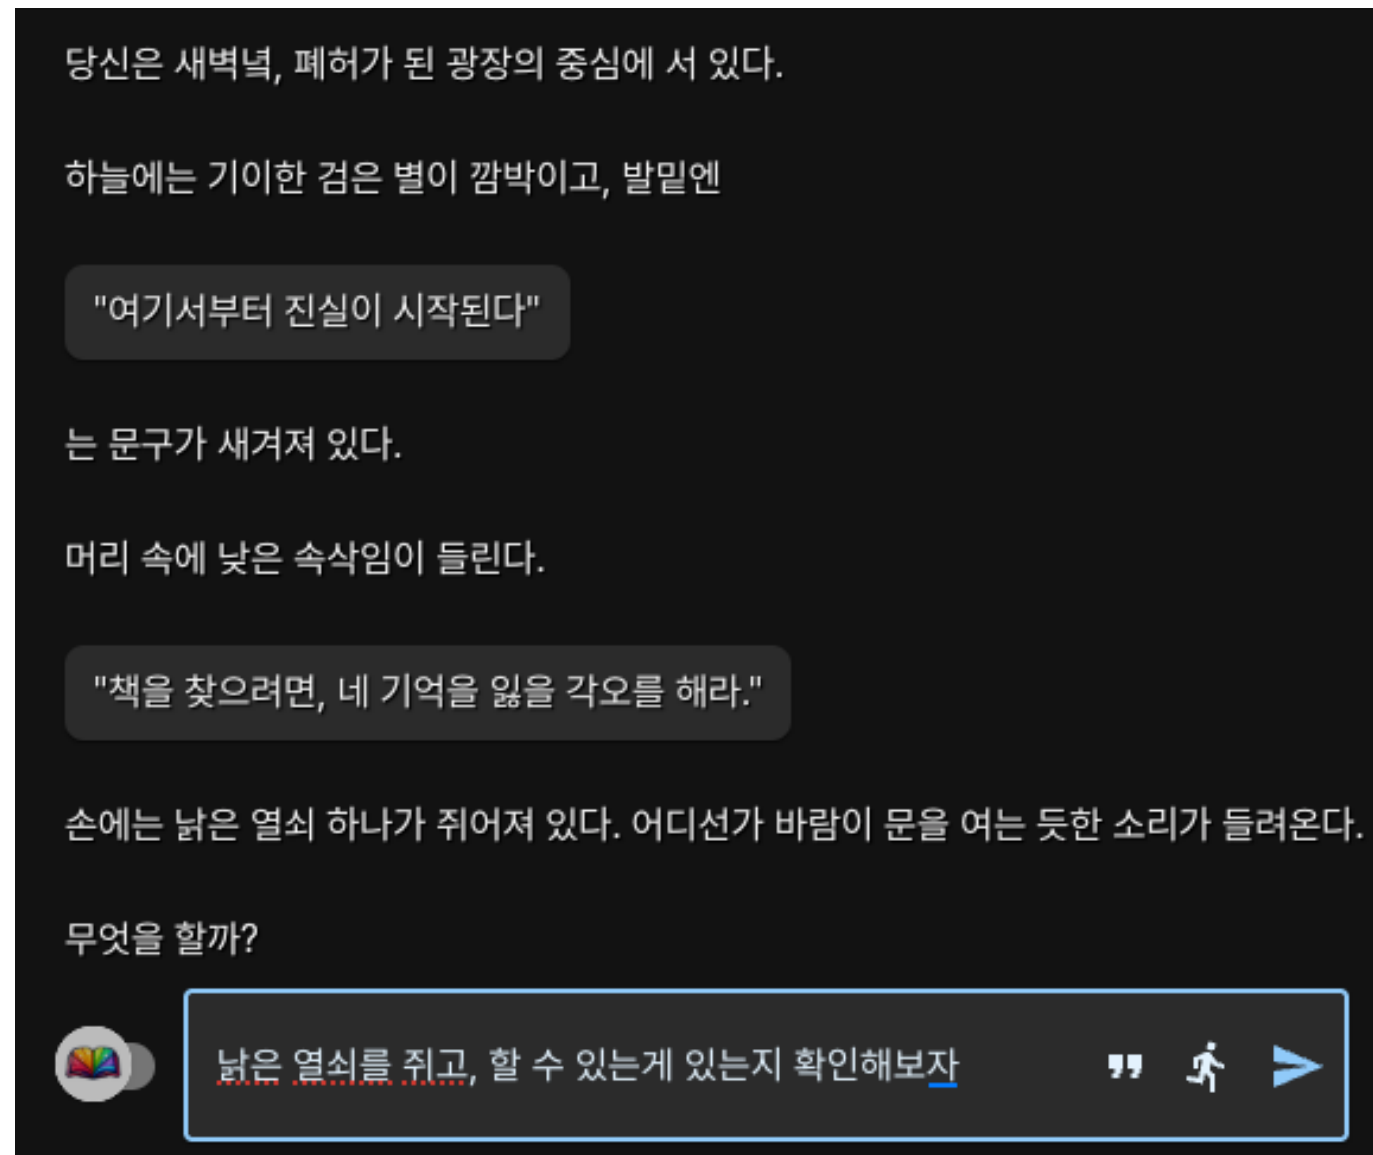 당신은 새벽녘, 폐허가 된 광장의 중심에 서 있다.
하늘에는 기이한 검은 별이 깜박이고, 발밑엔
"여기서부터 진실이 시작된다"
는 문구가 새겨져 있다.
머리 속에 낮은 속삭임이 들린다.
"책을 찾으려면, 네 기억을 잃을 각오를 해라."
손에는 낡은 열쇠 하나가 쥐어져 있다. 어디선가 바람이 문을 여는 듯한 소리가 들려온다.
무엇을 할까?
낡은 열쇠를 쥐고, 할 수 있는게 있는지 확인해보자